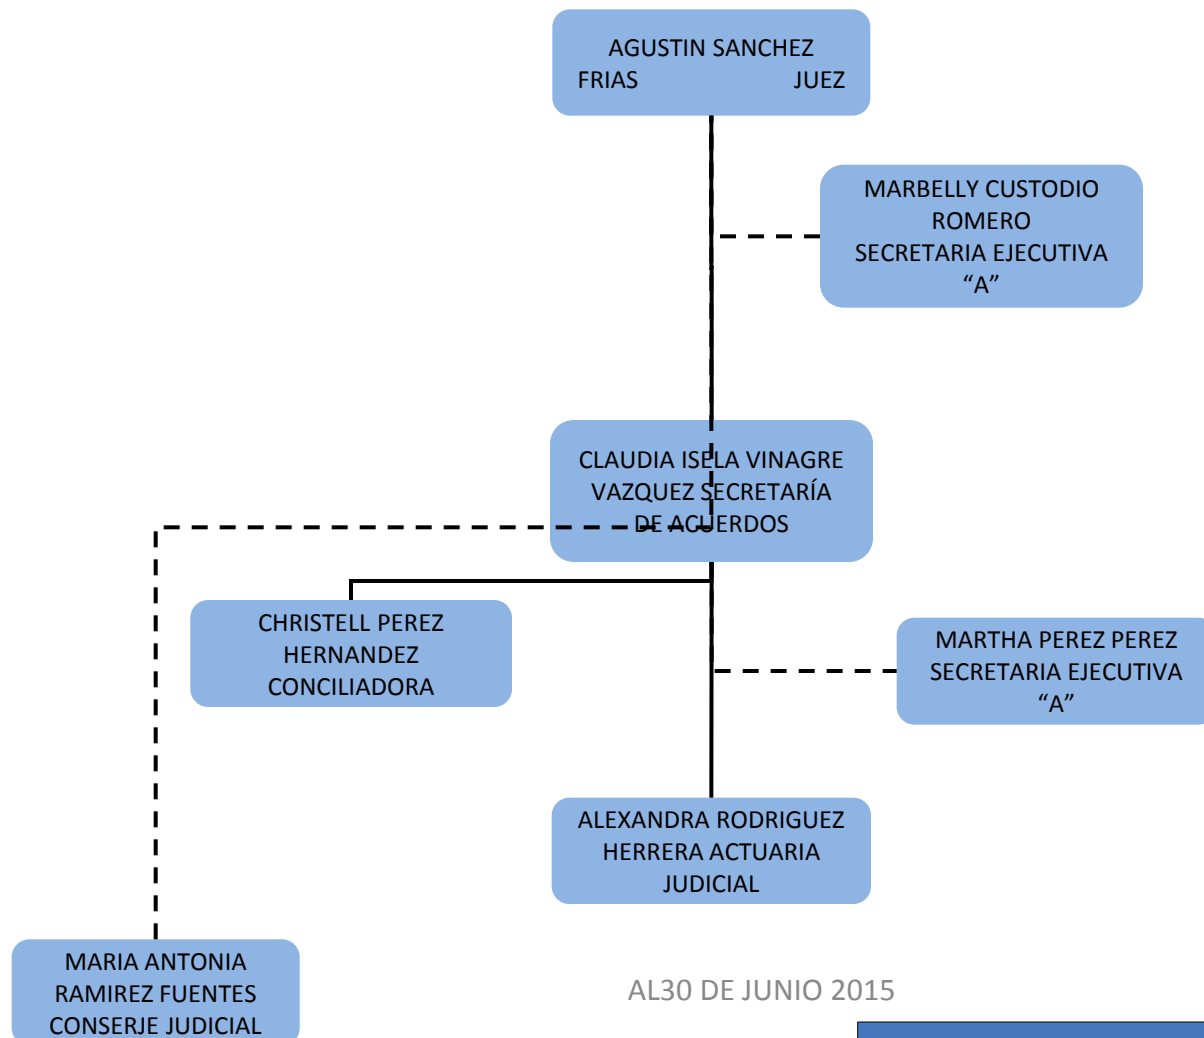 AGUSTIN SANCHEZ
FRIAS JUEZ
MARBELLY CUSTODIO
ROMERO
SECRETARIA EJECUTIVA
“A”
CLAUDIA ISELA VINAGRE
VAZQUEZ SECRETARÍA
DE ACUERDOS
CHRISTELL PEREZ
HERNANDEZ
CONCILIADORA
MARTHA PEREZ PEREZ
SECRETARIA EJECUTIVA
“A”
ALEXANDRA RODRIGUEZ
HERRERA ACTUARIA
JUDICIAL
MARIA ANTONIA
RAMIREZ FUENTES
CONSERJE JUDICIAL
AL30 DE JUNIO 2015